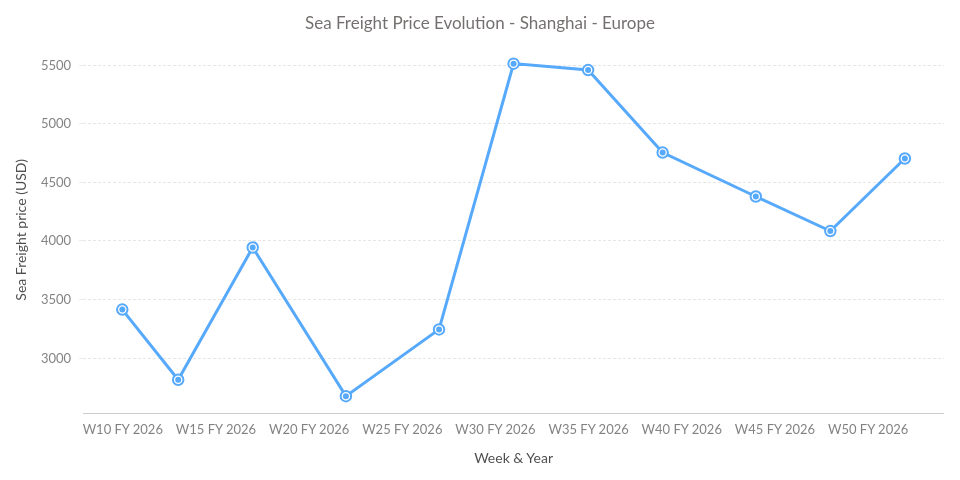 Sea Freight Price Evolution - Shanghai - Europe
5500
5000
4500
4000
3500
3000
Sea Freight price (USD)
W10 FY 2026 W15 FY 2026 W20 FY 2026 W25 FY 2026 W30 FY 2026 W35 FY 2026 W40 FY 2026 W45 FY 2026 W50 FY 2026
Week & Year